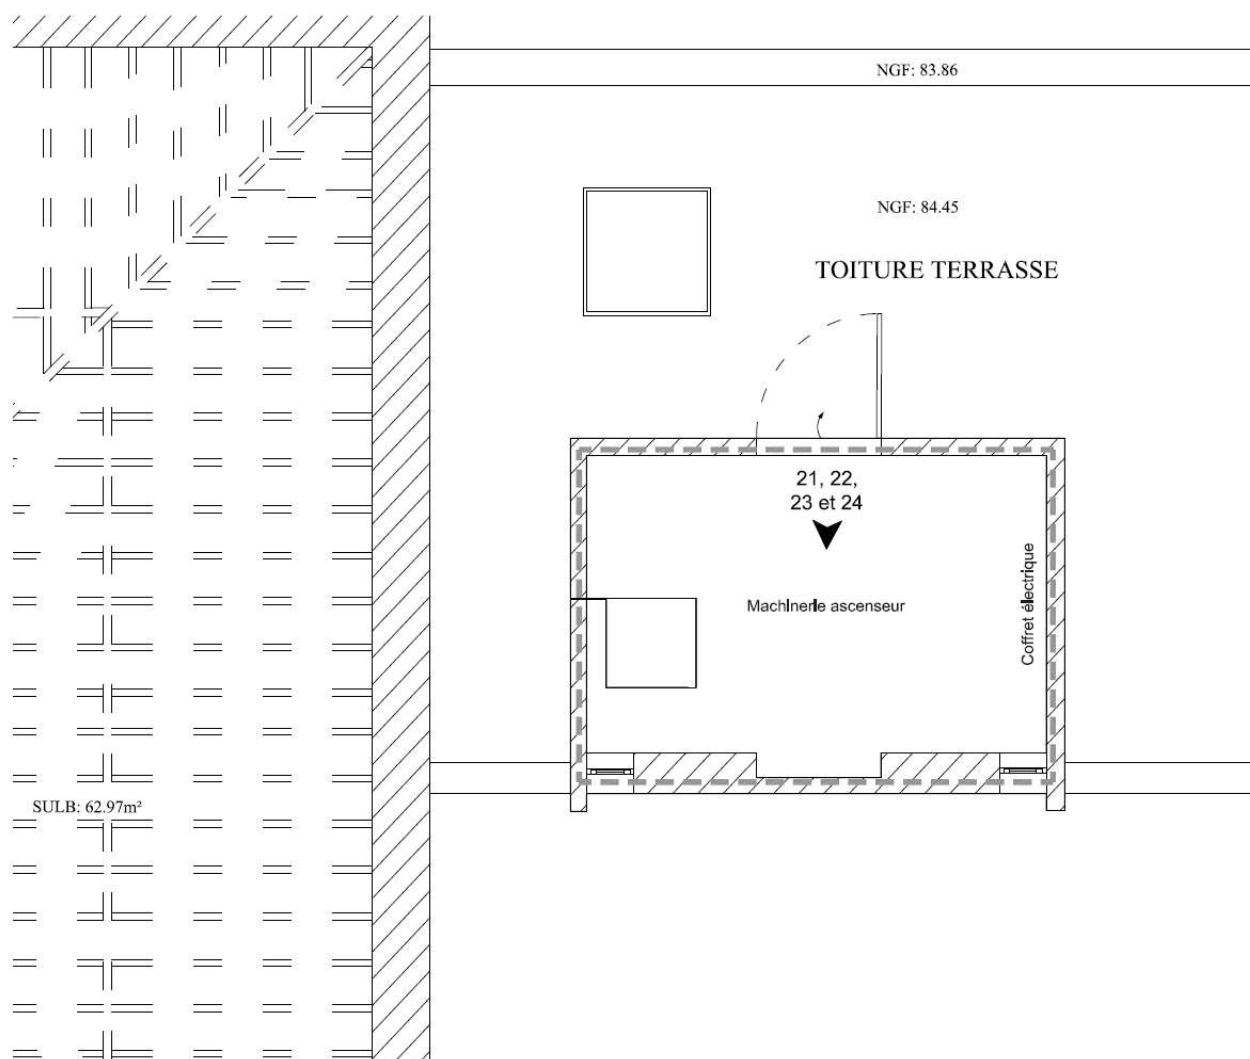 NGF: 83.86
NGF: 84.45
TOITURE TERRASSE
21, 22,
23 et 24
Machinerie ascenseur
Coffret électrique
SULB: 62.97m²